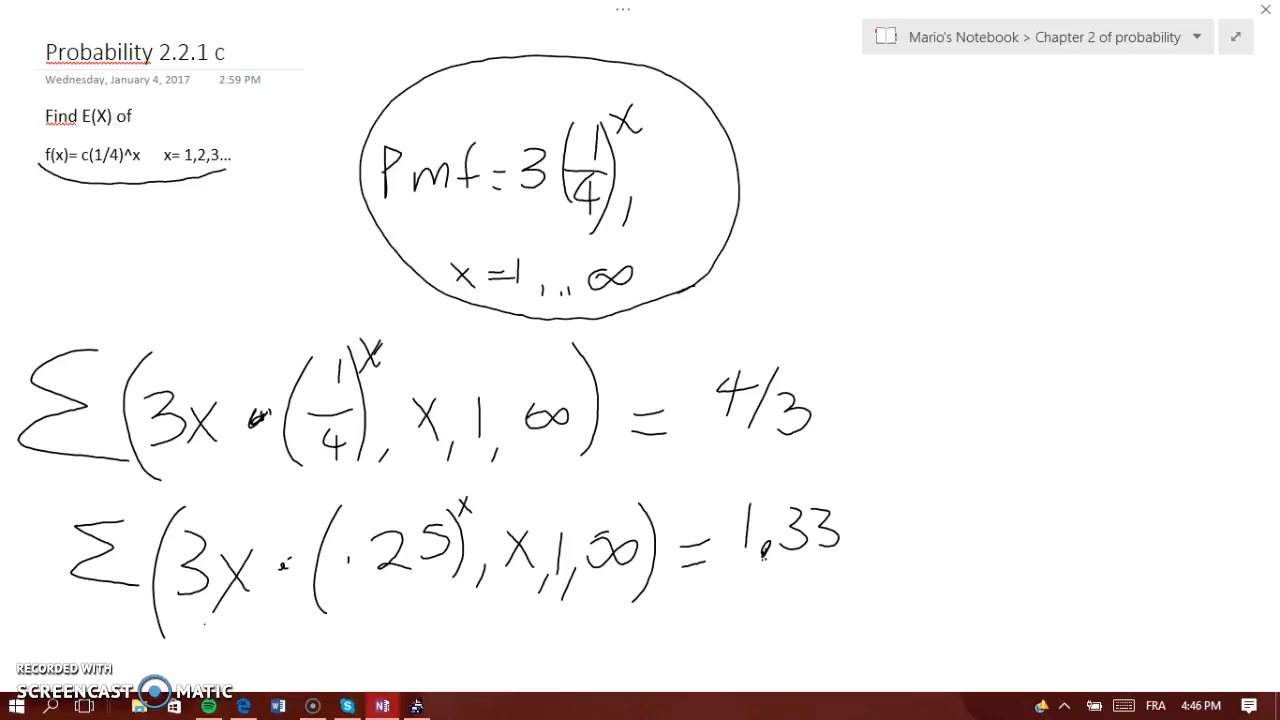 ...
Probability 2.2.1 c
Mario's Notebook > Chapter 2 of probability
Wednesday, January 4, 2017 2:59 PM
Find E(X) of
f(x)= c(1/4)^x x= 1,2,3...
Pmf = 3 (1/4)^x,
x = 1, .. ∞
Σ (3x · (1/4)^x, x, 1, ∞) = 4/3
Σ (3x · (.25)^x, x, 1, ∞) = 1.33
RECORDED WITH
SCREENCAST MATIC
FRA 4:46 PM